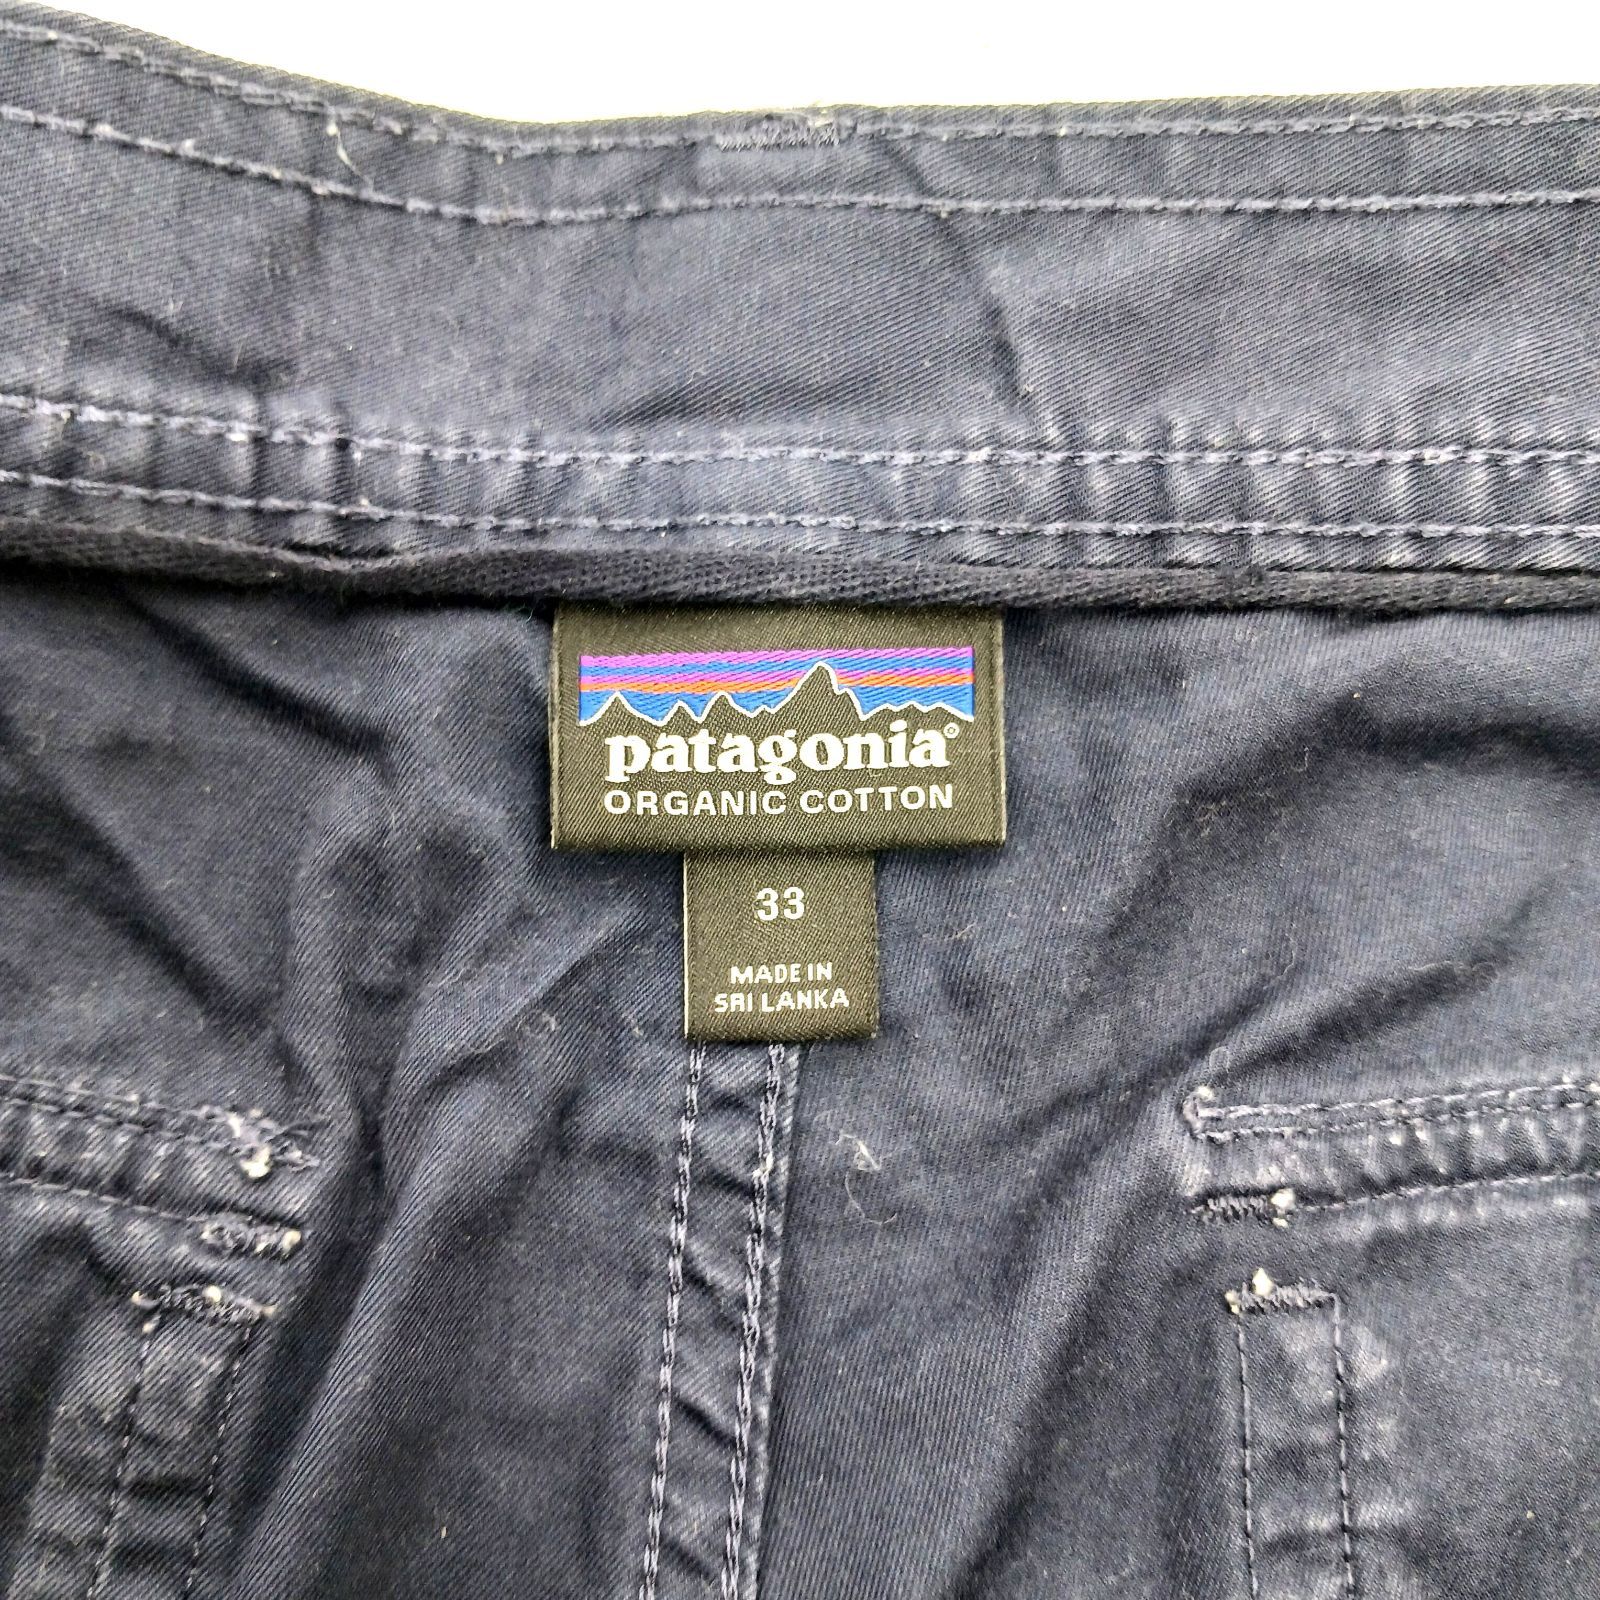 patagonia®
ORGANIC COTTON
33
MADE IN
SRI LANKA